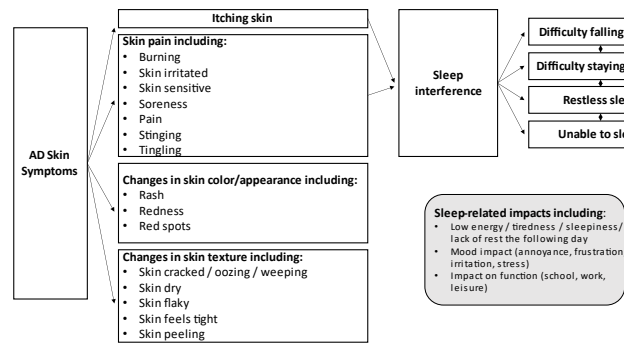 AD Skin
Symptoms
Itching skin
Skin pain including:
• Burning
• Skin irritated
• Skin sensitive
• Soreness
• Pain
• Stinging
• Tingling
Changes in skin color/appearance including:
• Rash
• Redness
• Red spots
Changes in skin texture including:
• Skin cracked / oozing / weeping
• Skin dry
• Skin flaky
• Skin feels tight
• Skin peeling
Sleep
interference
Difficulty falling
Difficulty staying
Restless sle
Unable to sle
Sleep-related impacts including:
• Low energy / tiredness / sleepiness/
lack of rest the following day
• Mood impact (annoyance, frustration
irritation, stress)
• Impact on function (school, work,
leisure)